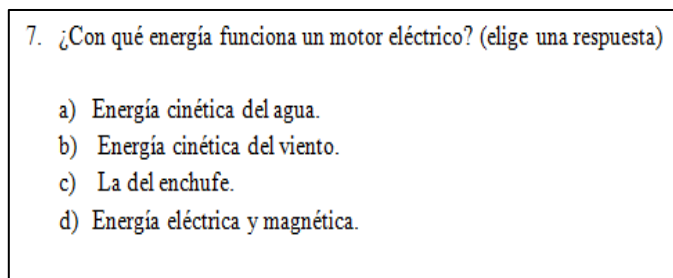 7. ¿Con qué energía funciona un motor eléctrico? (elige una respuesta)
a) Energía cinética del agua.
b) Energía cinética del viento.
c) La del enchufe.
d) Energía eléctrica y magnética.